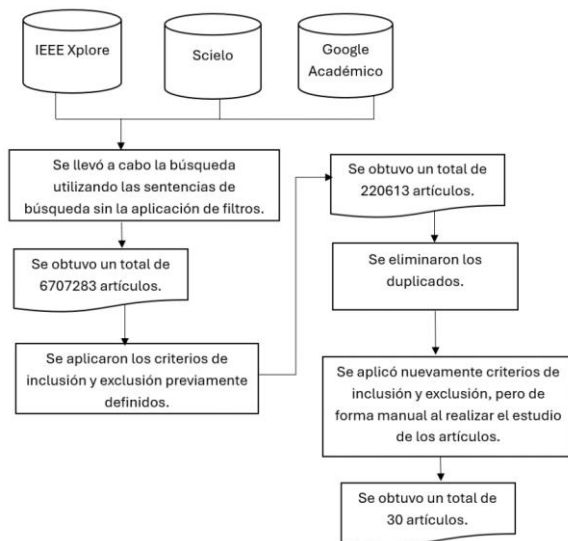 IEEE Xplore
Scielo
Google
Académico
Se llevó a cabo la búsqueda
utilizando las sentencias de
búsqueda sin la aplicación de filtros.
Se obtuvo un total de
6707283 artículos.
Se aplicaron los criterios de
inclusión y exclusión previamente
definidos.
Se obtuvo un total de
220613 artículos.
Se eliminaron los
duplicados.
Se aplicó nuevamente criterios de
inclusión y exclusión, pero de
forma manual al realizar el estudio
de los artículos.
Se obtuvo un total de
30 artículos.